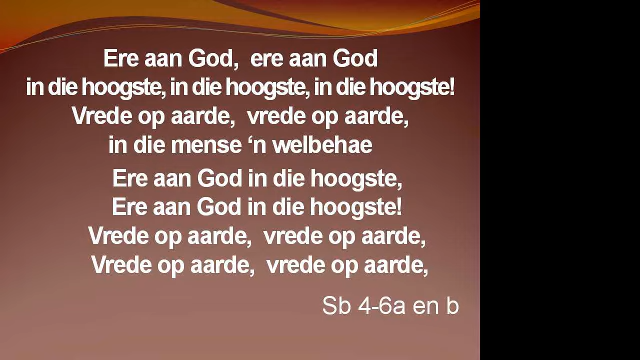 Ere aan God,  ere aan God
in die hoogste, in die hoogste, in die hoogste!
Vrede op aarde,  vrede op aarde,
in die mense ‘n welbehae
Ere aan God in die hoogste,
Ere aan God in die hoogste!
Vrede op aarde,  vrede op aarde,
Vrede op aarde,  vrede op aarde,
Sb 4-6a en b